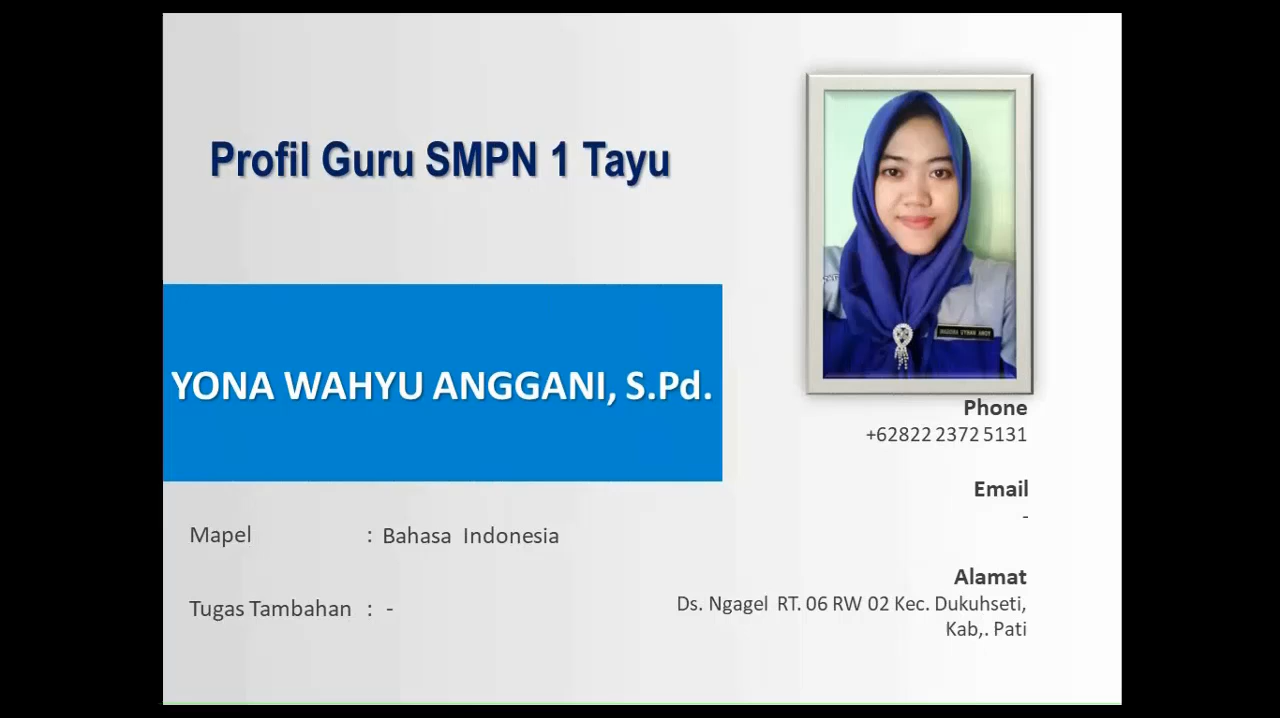 Profil Guru SMPN 1 Tayu
YONA WAHYU ANGGANI, S.Pd.
Mapel : Bahasa Indonesia
Tugas Tambahan : -
Phone
+62822 2372 5131
Email
-
Alamat
Ds. Ngagel RT. 06 RW 02 Kec. Dukuhseti,
Kab,. Pati